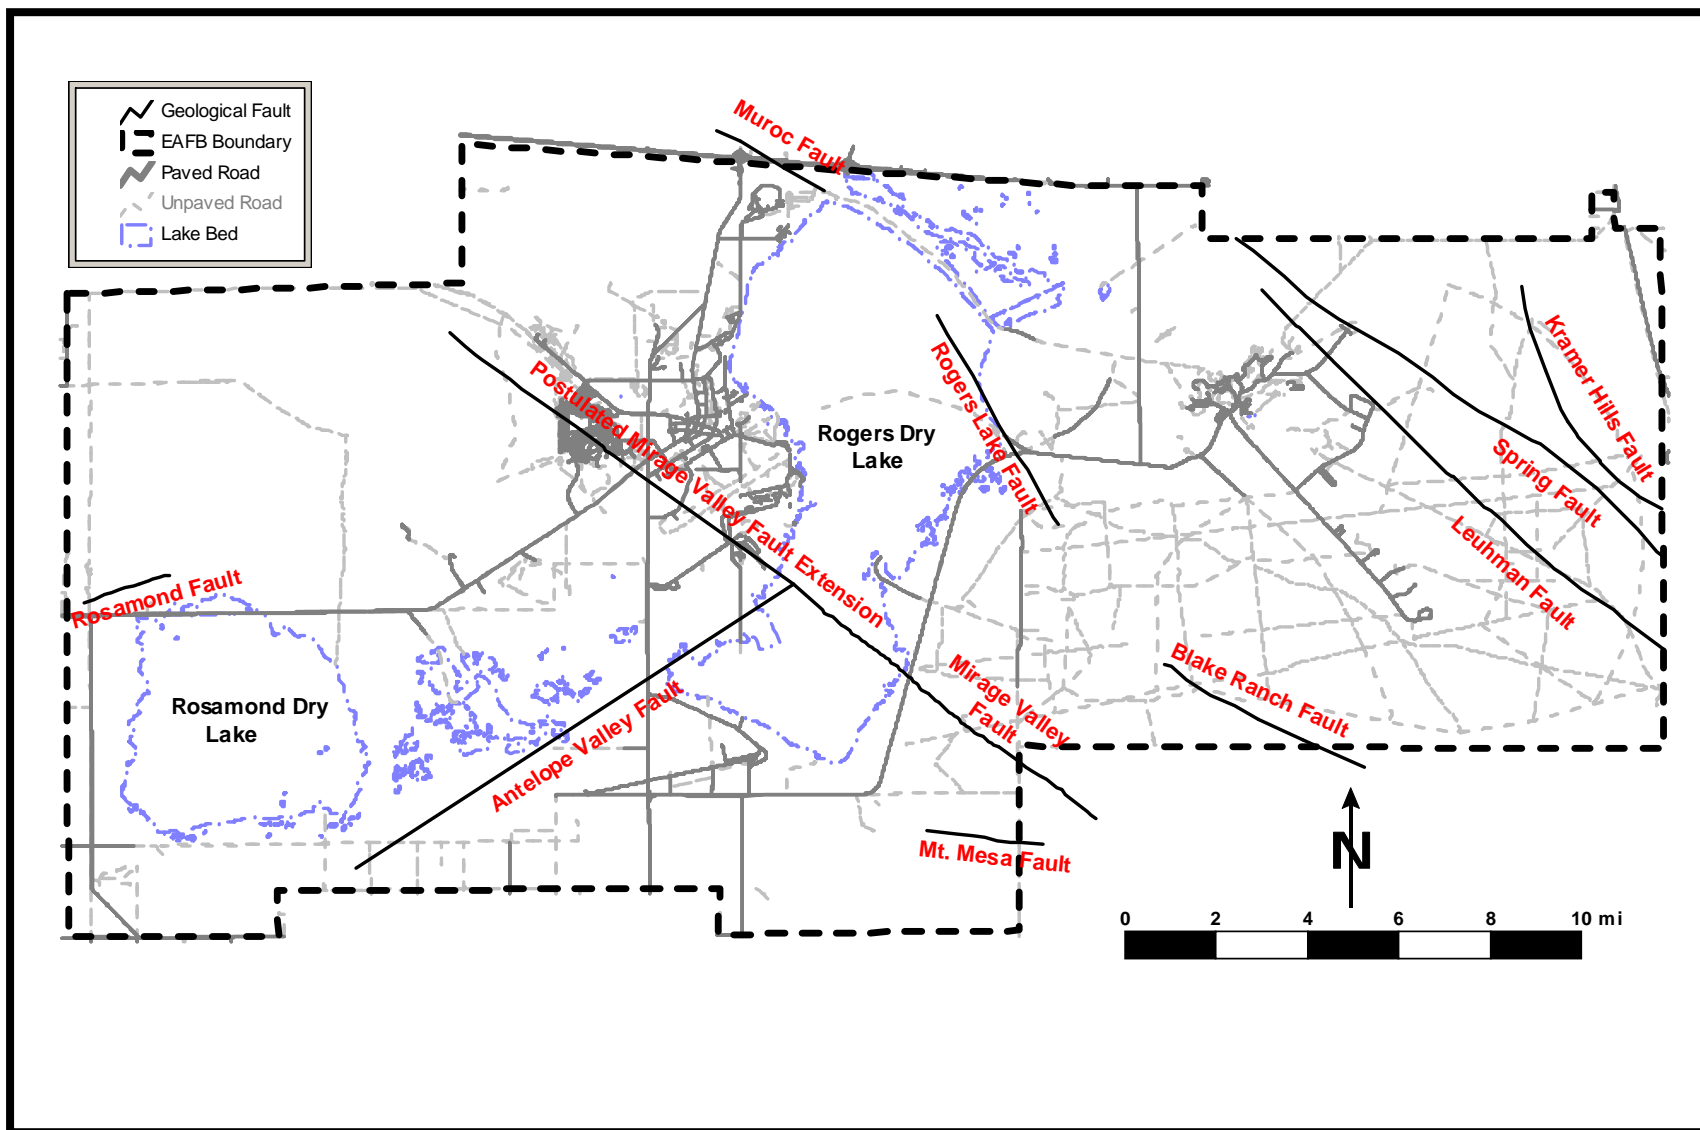 Geological Fault
EAFB Boundary
Paved Road
Unpaved Road
Lake Bed
Muroc Fault
Kramer Hills Fault
Rogers Lake Fault
Postulated Mirage Valley Fault Extension
Rogers Dry
Lake
Spring Fault
Leuhman Fault
Rosamond Fault
Blake Ranch Fault
Mirage Valley
Fault
Antelope Valley Fault
Rosamond Dry
Lake
Mt. Mesa Fault
N
0 2 4 6 8 10 mi